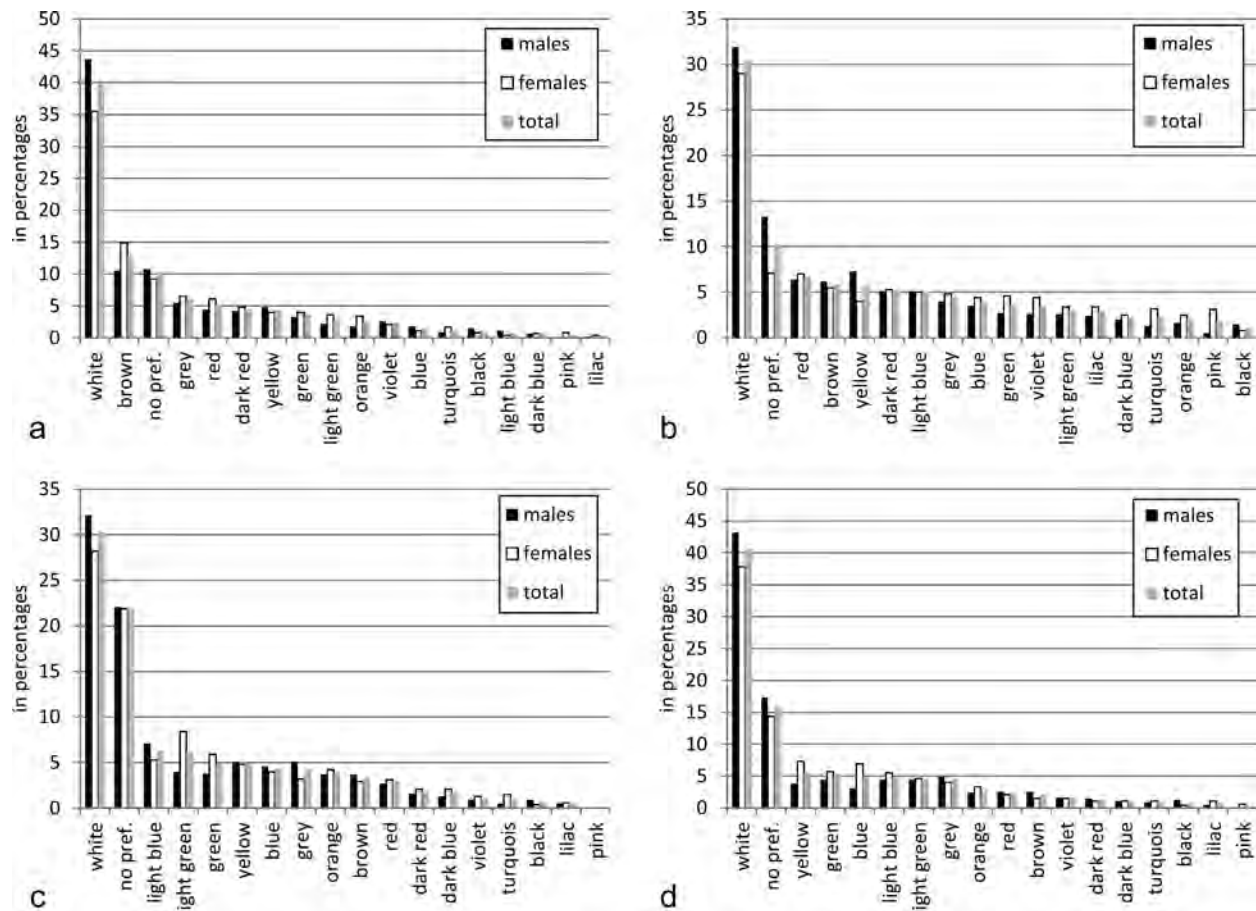 50
45
40
35
30
25
20
15
10
5
0
in percentages
males
females
total
white
brown
no pref.
grey
red
dark red
yellow
green
light green
orange
violet
blue
turquois
black
light blue
dark blue
pink
lilac
a
35
30
25
20
15
10
5
0
in percentages
males
females
total
white
no pref.
red
brown
yellow
dark red
light blue
grey
blue
green
violet
light green
lilac
dark blue
turquois
orange
pink
black
b
35
30
25
20
15
10
5
0
in percentages
males
females
total
white
no pref.
light blue
ight green
green
yellow
blue
grey
orange
brown
red
dark red
dark blue
violet
turquois
black
lilac
pink
c
50
45
40
35
30
25
20
15
10
5
0
in percentages
males
females
total
white
no pref.
yellow
green
blue
light blue
ight green
grey
orange
red
brown
violet
dark red
dark blue
turquois
black
lilac
pink
d